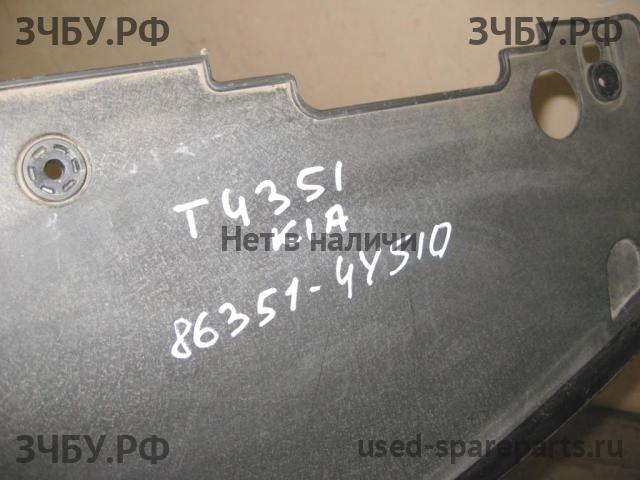 ЗЧБУ.РФ ЗЧБУ.РФ
T4351
KIA
Нет в наличии
86351-4Y510
ЗЧБУ.РФ used-spareparts.ru